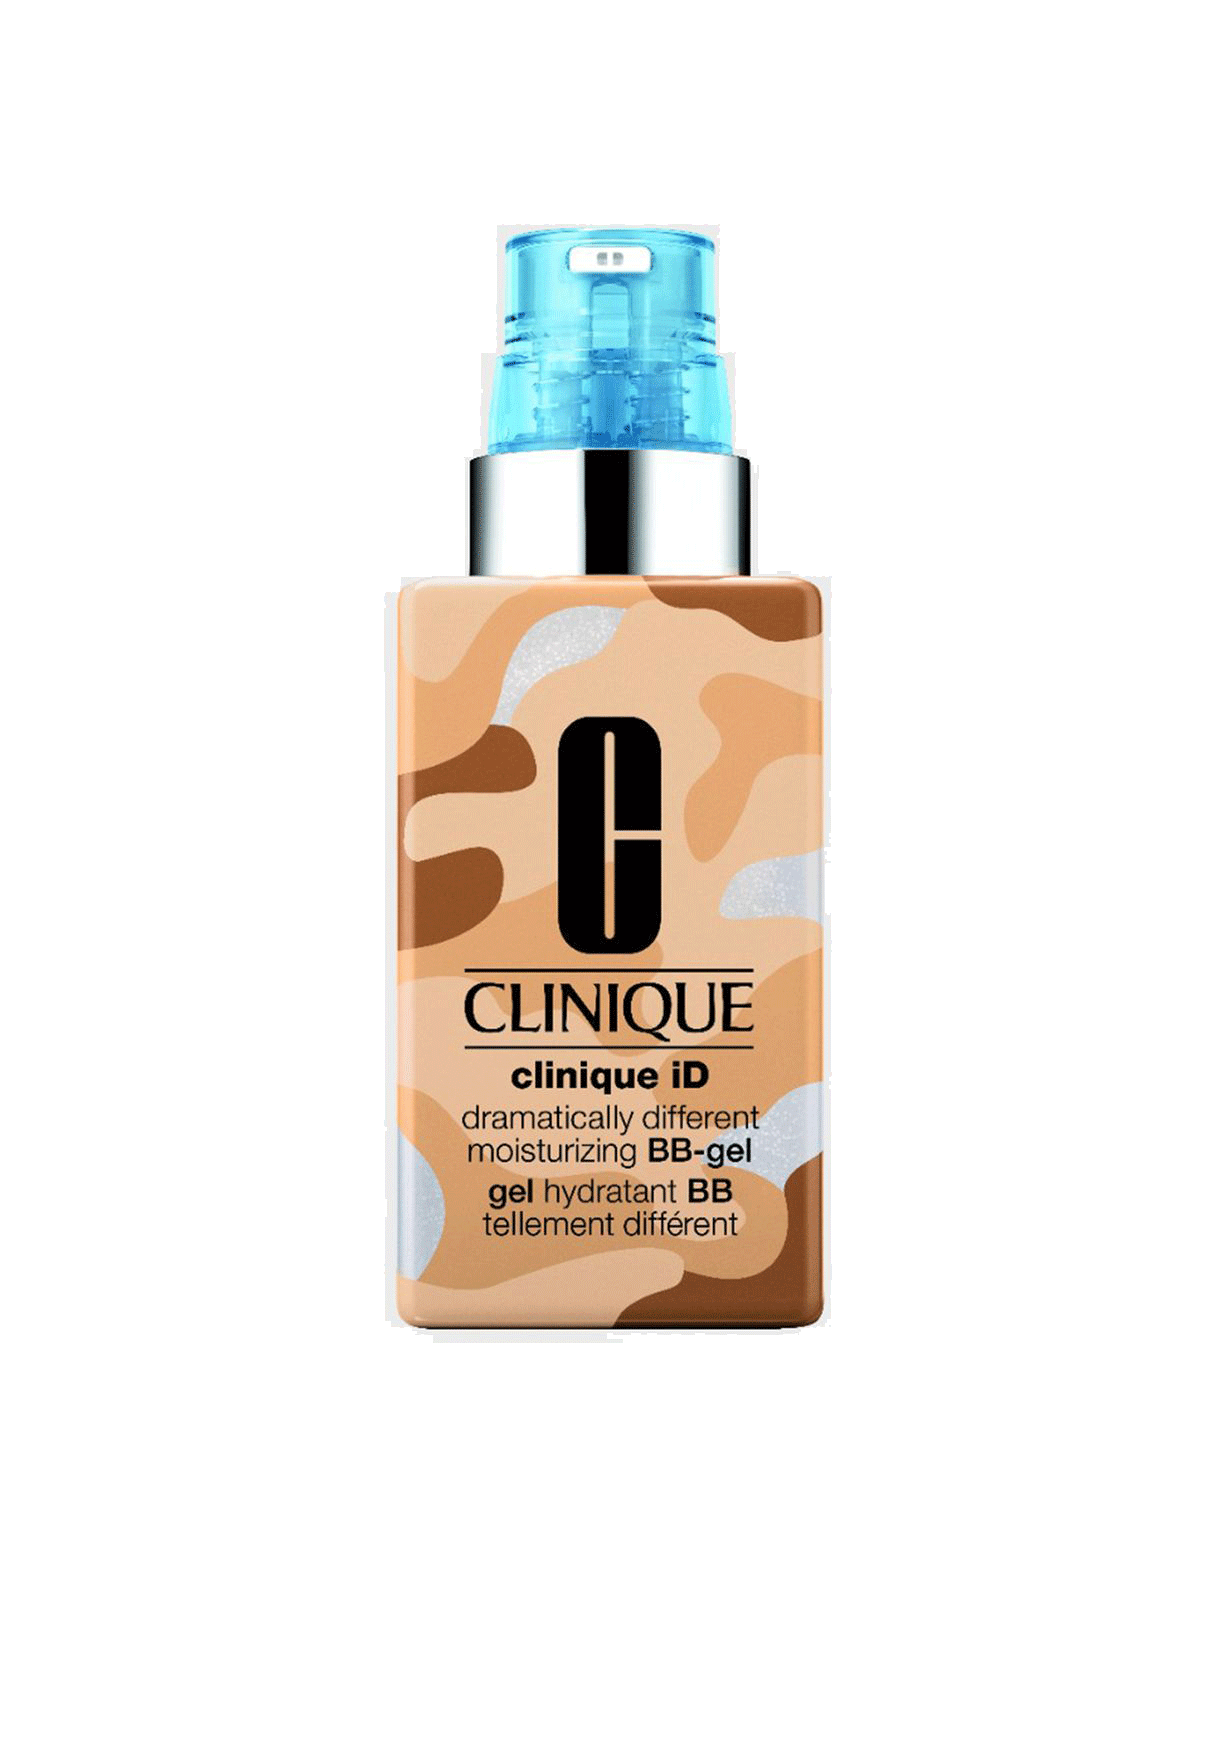 C
CLINIQUE
clinique iD
dramatically different
moisturizing BB-gel
gel hydratant BB
tellement différent